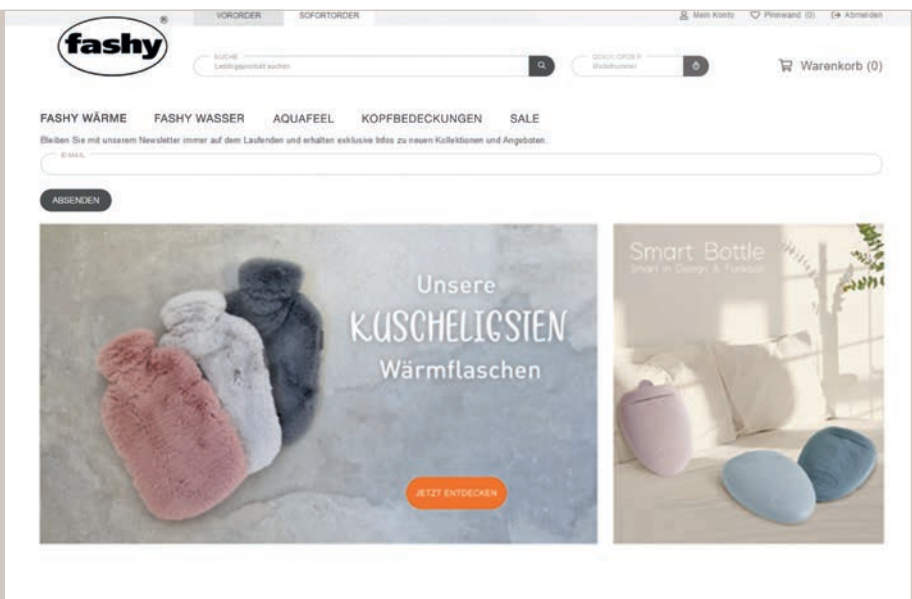 VORORDER SOFORTORDER
Mein Konto Pinnwand (0) Abmelden
fashy®
SUCHE
Lieblingsprodukt suchen
QUICK-ORDER
Modellnummer
Warenkorb (0)
FASHY WÄRME FASHY WASSER AQUAFEEL KOPFBEDECKUNGEN SALE
Bleiben Sie mit unserem Newsletter immer auf dem Laufenden und erhalten exklusive Infos zu neuen Kollektionen und Angeboten.
E-MAIL
ABSENDEN
Unsere
KUSCHELIGSTEN
Wärmflaschen
JETZT ENTDECKEN
Smart Bottle
Smart in Design & Funktion